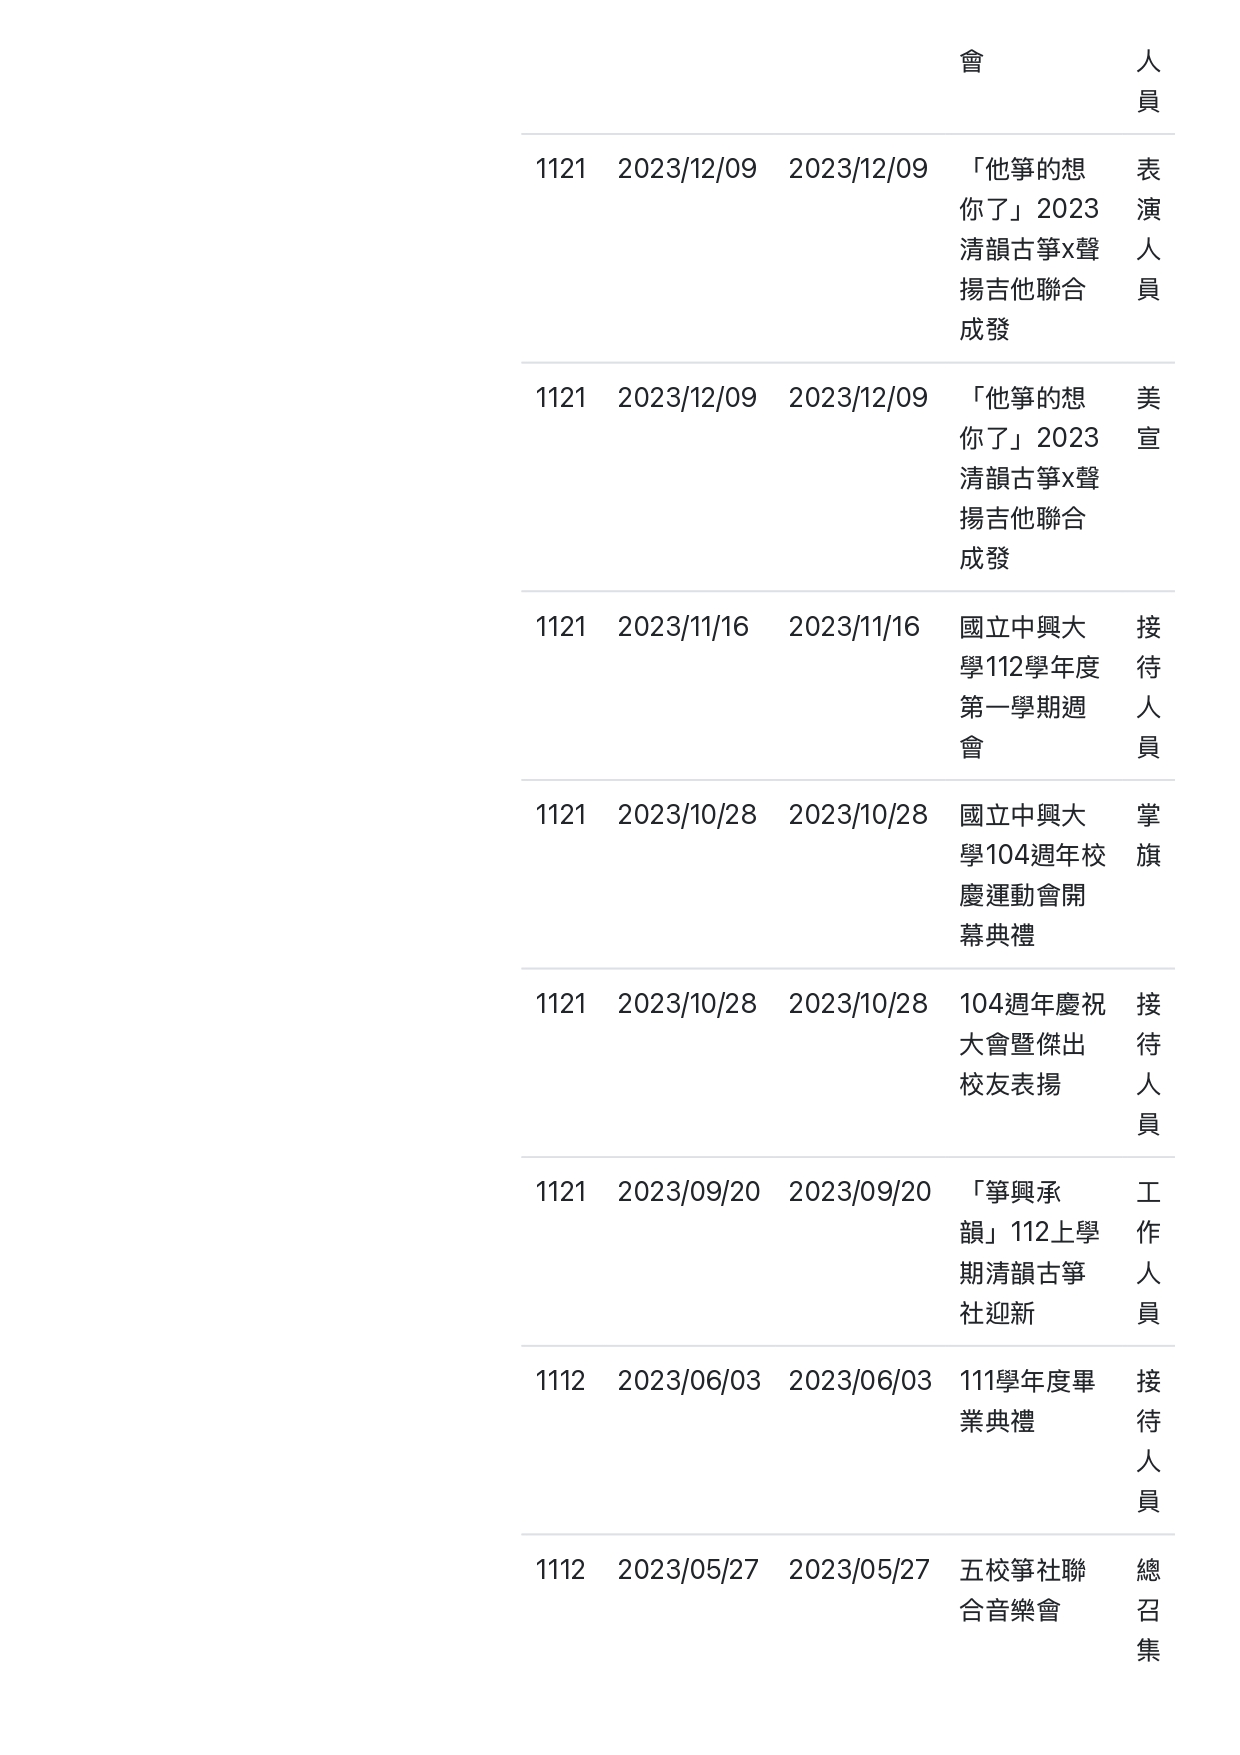 會 人
員
1121 2023/12/09 2023/12/09 「他箏的想 表
你了」2023 演
清韻古箏x聲 人
揚吉他聯合 員
成發
1121 2023/12/09 2023/12/09 「他箏的想 美
你了」2023 宣
清韻古箏x聲
揚吉他聯合
成發
1121 2023/11/16 2023/11/16 國立中興大 接
學112學年度 待
第一學期週 人
會 員
1121 2023/10/28 2023/10/28 國立中興大 掌
學104週年校 旗
慶運動會開
幕典禮
1121 2023/10/28 2023/10/28 104週年慶祝 接
大會暨傑出 待
校友表揚 人
員
1121 2023/09/20 2023/09/20 「箏興承 工
韻」112上學 作
期清韻古箏 人
社迎新 員
1112 2023/06/03 2023/06/03 111學年度畢 接
業典禮 待
人
員
1112 2023/05/27 2023/05/27 五校箏社聯 總
合音樂會 召
集